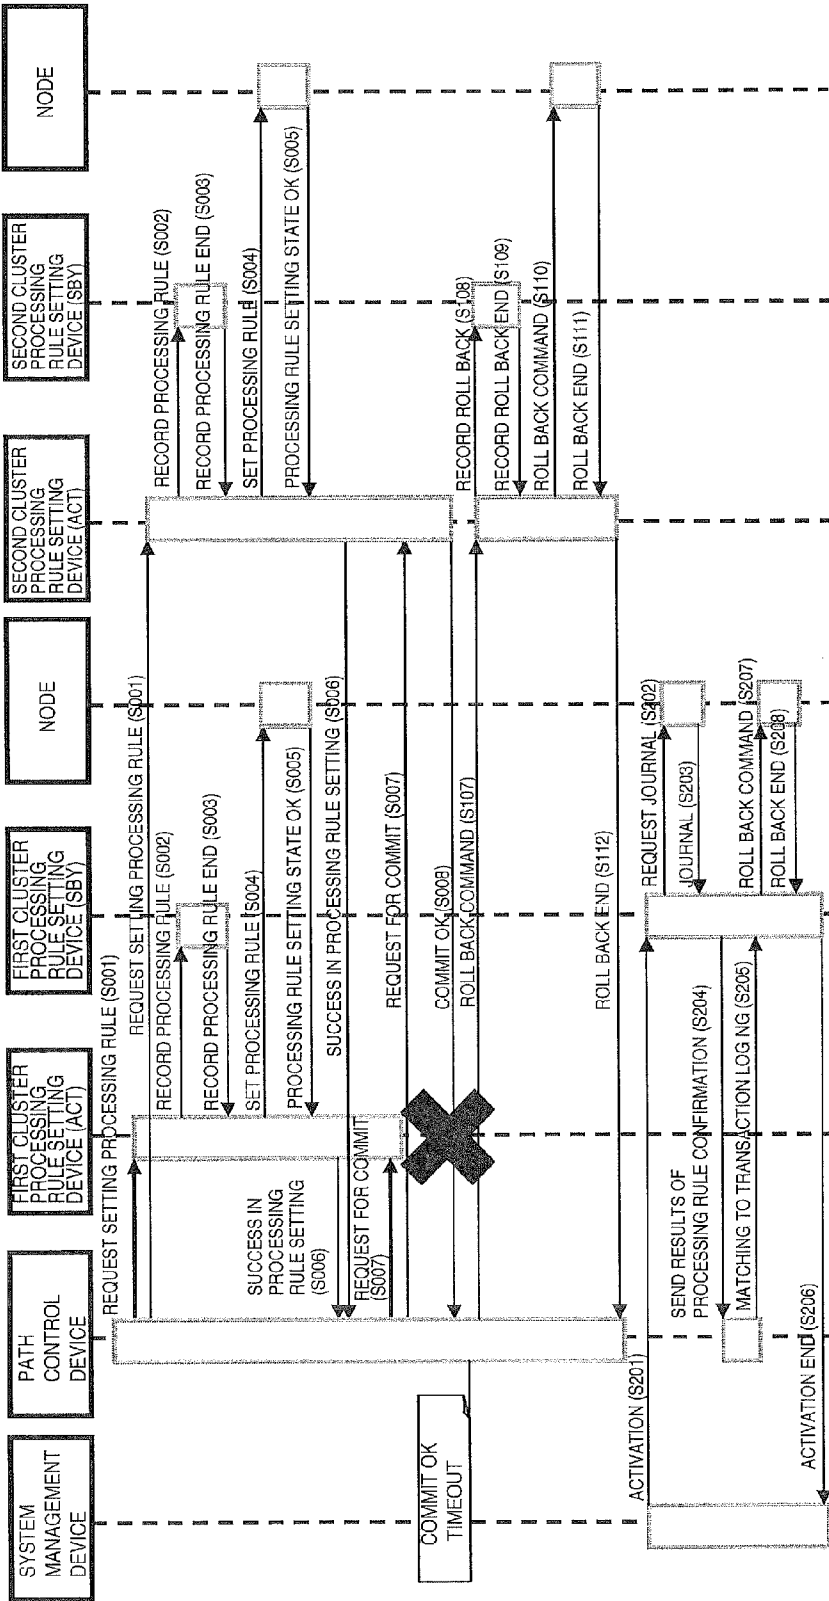 SYSTEM
MANAGEMENT
DEVICE
PATH
CONTROL
DEVICE
FIRST CLUSTER
PROCESSING
RULE SETTING
DEVICE (ACT)
FIRST CLUSTER
PROCESSING
RULE SETTING
DEVICE (SBY)
NODE
SECOND CLUSTER
PROCESSING
RULE SETTING
DEVICE (ACT)
SECOND CLUSTER
PROCESSING
RULE SETTING
DEVICE (SBY)
NODE
REQUEST SETTING PROCESSING RULE (S001)
REQUEST SETTING PROCESSING RULE (S001)
RECORD PROCESSING RULE (S002)
RECORD PROCESSING RULE (S002)
RECORD PROCESSING RULE END (S003)
RECORD PROCESSING RULE END (S003)
SET PROCESSING RULE (S004)
SET PROCESSING RULE (S004)
PROCESSING RULE SETTING STATE OK (S005)
PROCESSING RULE SETTING STATE OK (S005)
SUCCESS IN
PROCESSING
RULE SETTING
(S006)
SUCCESS IN PROCESSING RULE SETTING (S006)
REQUEST FOR COMMIT
(S007)
REQUEST FOR COMMIT (S007)
COMMIT OK (S008)
COMMIT OK
TIMEOUT
ROLL BACK COMMAND (S107)
RECORD ROLL BACK (S108)
RECORD ROLL BACK END (S109)
ROLL BACK COMMAND (S110)
ROLL BACK END (S111)
ROLL BACK END (S112)
ACTIVATION (S201)
REQUEST JOURNAL (S202)
JOURNAL (S203)
SEND RESULTS OF
PROCESSING RULE CONFIRMATION (S204)
MATCHING TO TRANSACTION LOG NG (S205)
ROLL BACK COMMAND (S207)
ROLL BACK END (S208)
ACTIVATION END (S206)